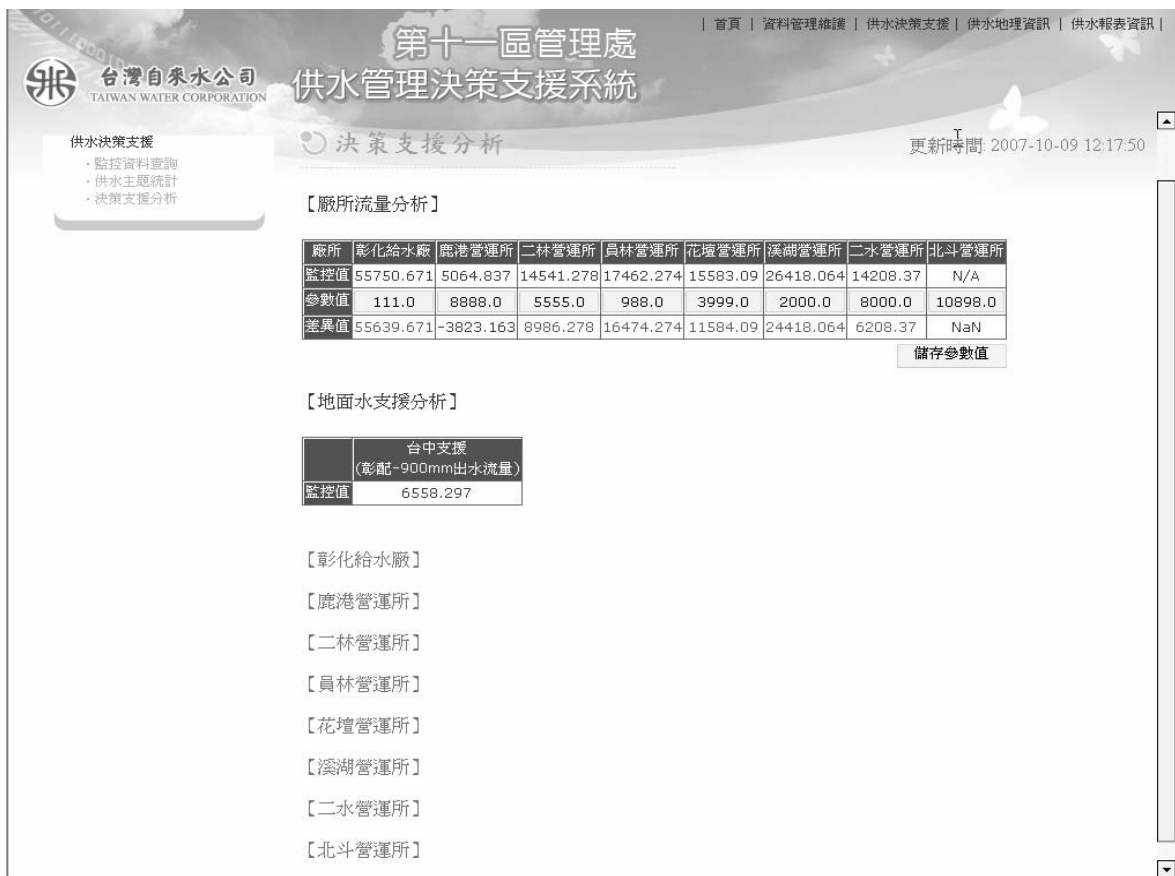 | 首頁 | 資料管理維護 | 供水決策支援 | 供水地理資訊 | 供水報表資訊 |
第十一區管理處
供水管理決策支援系統
台灣自來水公司
TAIWAN WATER CORPORATION
供水決策支援
・監控資料查詢
・供水主題統計
・決策支援分析
決策支援分析
更新時間: 2007-10-09 12:17:50
【廠所流量分析】
廠所 彰化給水廠 鹿港營運所 二林營運所 員林營運所 花壇營運所 溪湖營運所 二水營運所 北斗營運所
監控值 55750.671 5064.837 14541.278 17462.274 15583.09 26418.064 14208.37 N/A
參數值 111.0 8888.0 5555.0 988.0 3999.0 2000.0 8000.0 10898.0
差異值 55639.671 -3823.163 8986.278 16474.274 11584.09 24418.064 6208.37 NaN
儲存參數值
【地面水支援分析】
台中支援
(彰配-900mm出水流量)
監控值 6558.297
【彰化給水廠】
【鹿港營運所】
【二林營運所】
【員林營運所】
【花壇營運所】
【溪湖營運所】
【二水營運所】
【北斗營運所】